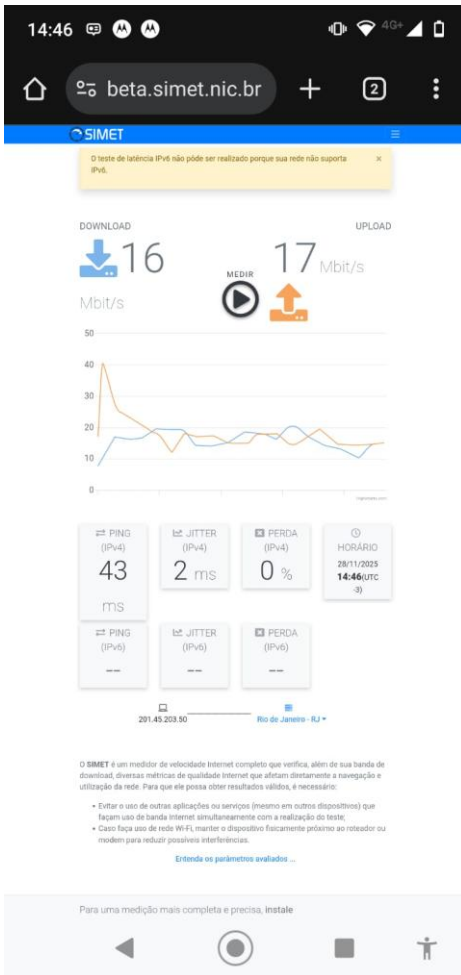 14:46
4G+
beta.simet.nic.br
2
SIMET
O teste de latência IPv6 não pôde ser realizado porque sua rede não suporta
IPv6.
×
DOWNLOAD
UPLOAD
16
Mbit/s
MEDIR
17 Mbit/s
50
40
30
20
10
0
PING
(IPv4)
43
ms
JITTER
(IPv4)
2 ms
PERDA
(IPv4)
0 %
HORÁRIO
28/11/2025
14:46(UTC
-3)
PING
(IPv6)
--
JITTER
(IPv6)
--
PERDA
(IPv6)
--
201.45.203.50
Rio de Janeiro - RJ
O SIMET é um medidor de velocidade Internet completo que verifica, além de sua banda de
download, diversas métricas de qualidade Internet que afetam diretamente a navegação e
utilização da rede. Para que ele possa obter resultados válidos, é necessário:
• Evitar o uso de outras aplicações ou serviços (mesmo em outros dispositivos) que
façam uso de banda Internet simultaneamente com a realização do teste;
• Caso faça uso de rede Wi-Fi, manter o dispositivo fisicamente próximo ao roteador ou
modem para reduzir possíveis interferências.
Entenda os parâmetros avaliados ...
Para uma medição mais completa e precisa, instale